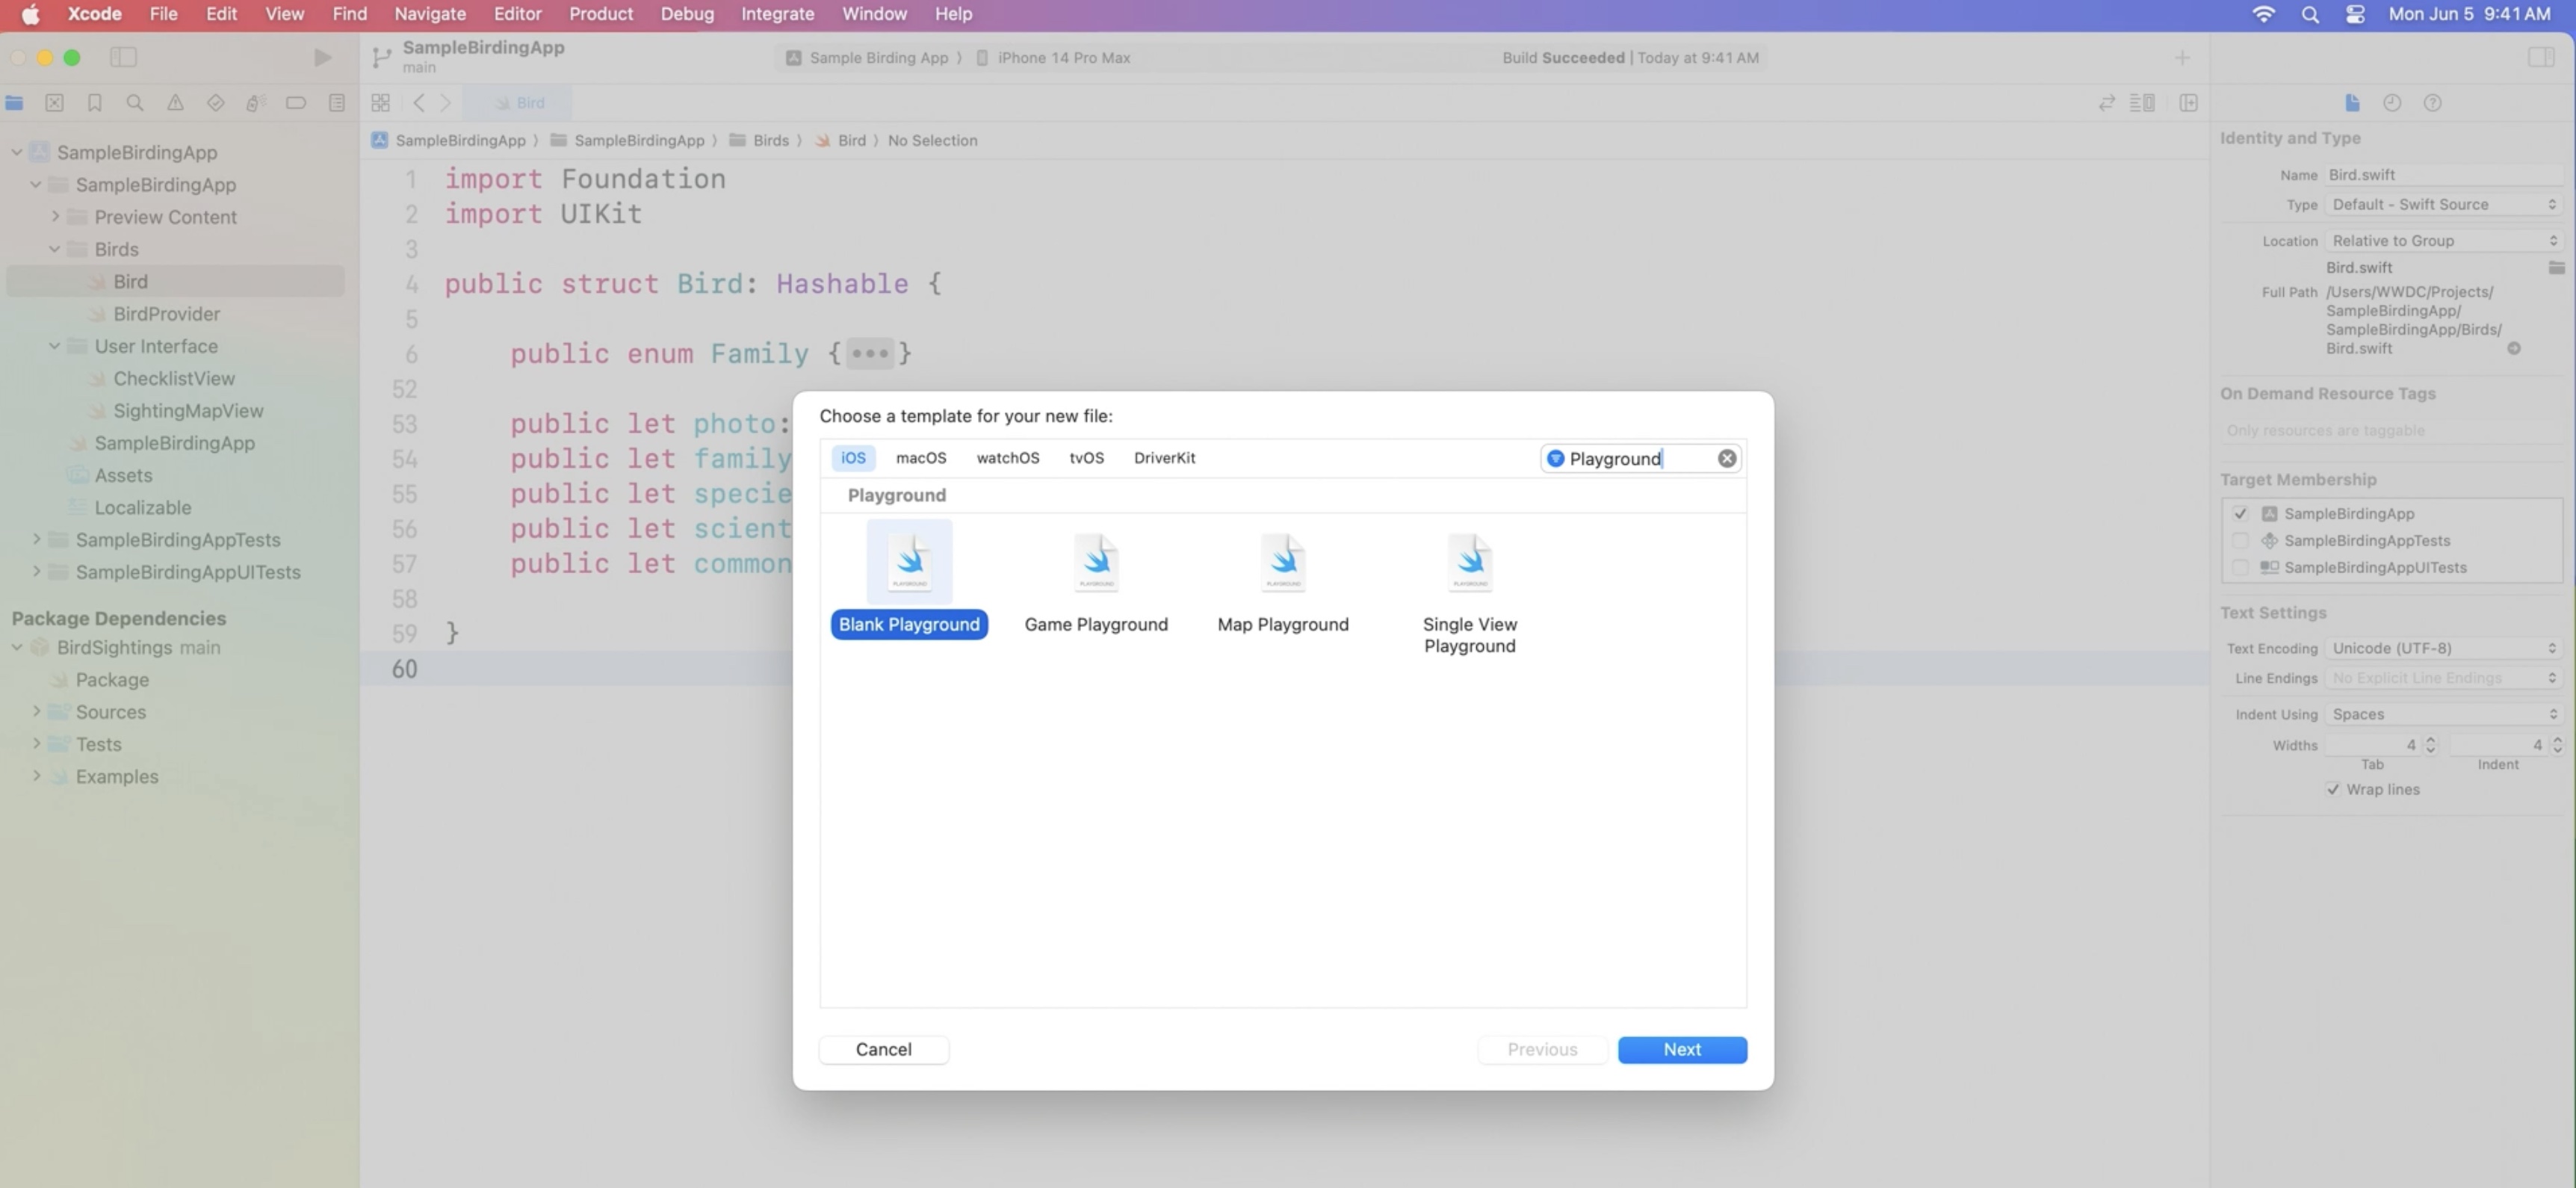 Xcode File Edit View Find Navigate Editor Product Debug Integrate Window Help Mon Jun 5 9:41 AM
SampleBirdingApp
main
Sample Birding App 〉 iPhone 14 Pro Max
Build Succeeded | Today at 9:41 AM
Bird
SampleBirdingApp 〉 SampleBirdingApp 〉 Birds 〉 Bird 〉 No Selection
SampleBirdingApp
SampleBirdingApp
Preview Content
Birds
Bird
BirdProvider
User Interface
ChecklistView
SightingMapView
SampleBirdingApp
Assets
Localizable
SampleBirdingAppTests
SampleBirdingAppUITests
Package Dependencies
BirdSightings main
Package
Sources
Tests
Examples
1 import Foundation
2 import UIKit
3
4 public struct Bird: Hashable {
5
6 public enum Family {•••}
52
53 public let photo:
54 public let family
55 public let specie
56 public let scient
57 public let common
58
59 }
60
Choose a template for your new file:
iOS macOS watchOS tvOS DriverKit Playground
Playground
PLAYGROUND PLAYGROUND PLAYGROUND PLAYGROUND
Blank Playground Game Playground Map Playground Single View
Playground
Cancel Previous Next
Identity and Type
Name Bird.swift
Type Default - Swift Source
Location Relative to Group
Bird.swift
Full Path /Users/WWDC/Projects/
SampleBirdingApp/
SampleBirdingApp/Birds/
Bird.swift
On Demand Resource Tags
Only resources are taggable
Target Membership
SampleBirdingApp
SampleBirdingAppTests
SampleBirdingAppUITests
Text Settings
Text Encoding Unicode (UTF-8)
Line Endings No Explicit Line Endings
Indent Using Spaces
Widths 4 4
Tab Indent
Wrap lines